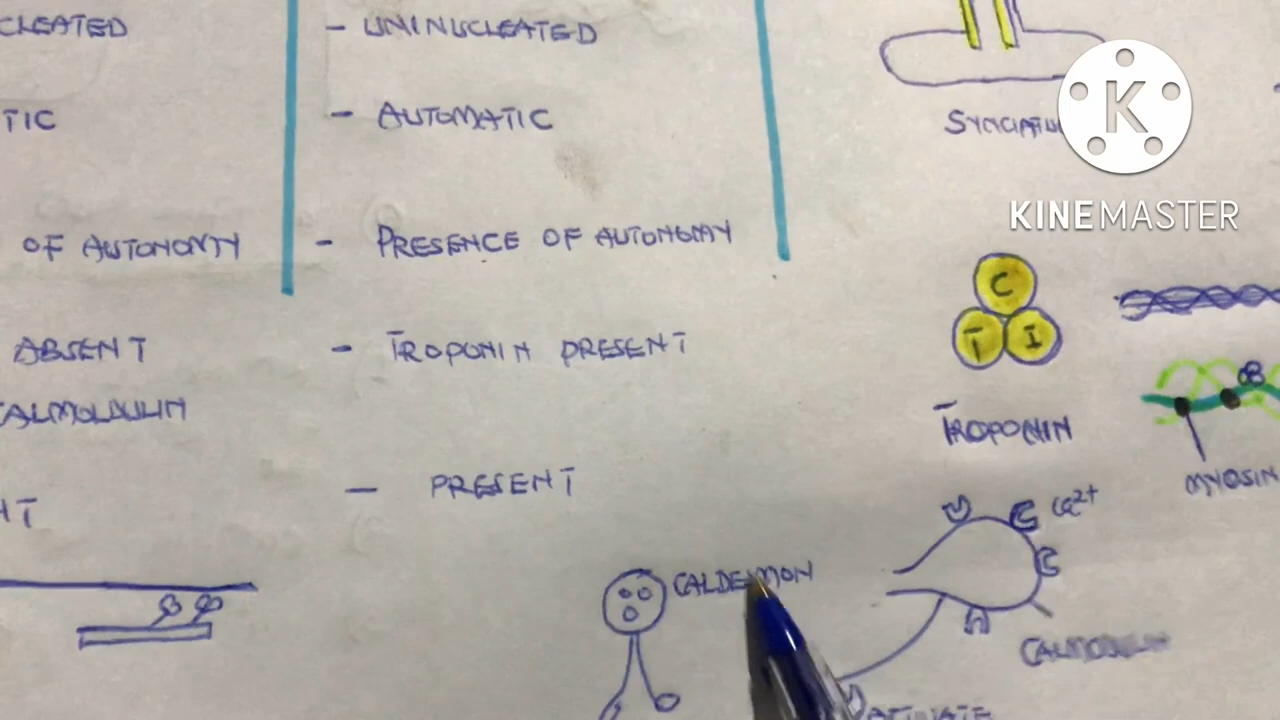 CLEATED
- UNINUCLEATED
TIC
- AUTOMATIC
K
KINEMASTER
OF AUTONOMY
- PRESENCE OF AUTONOMY
C
T I
ABSENT
- TROPONIN PRESENT
TROPONIN
CALMODULIN
- PRESENT
MYOSIN
NT
Ca2+
CALDESMON
CALMODULIN